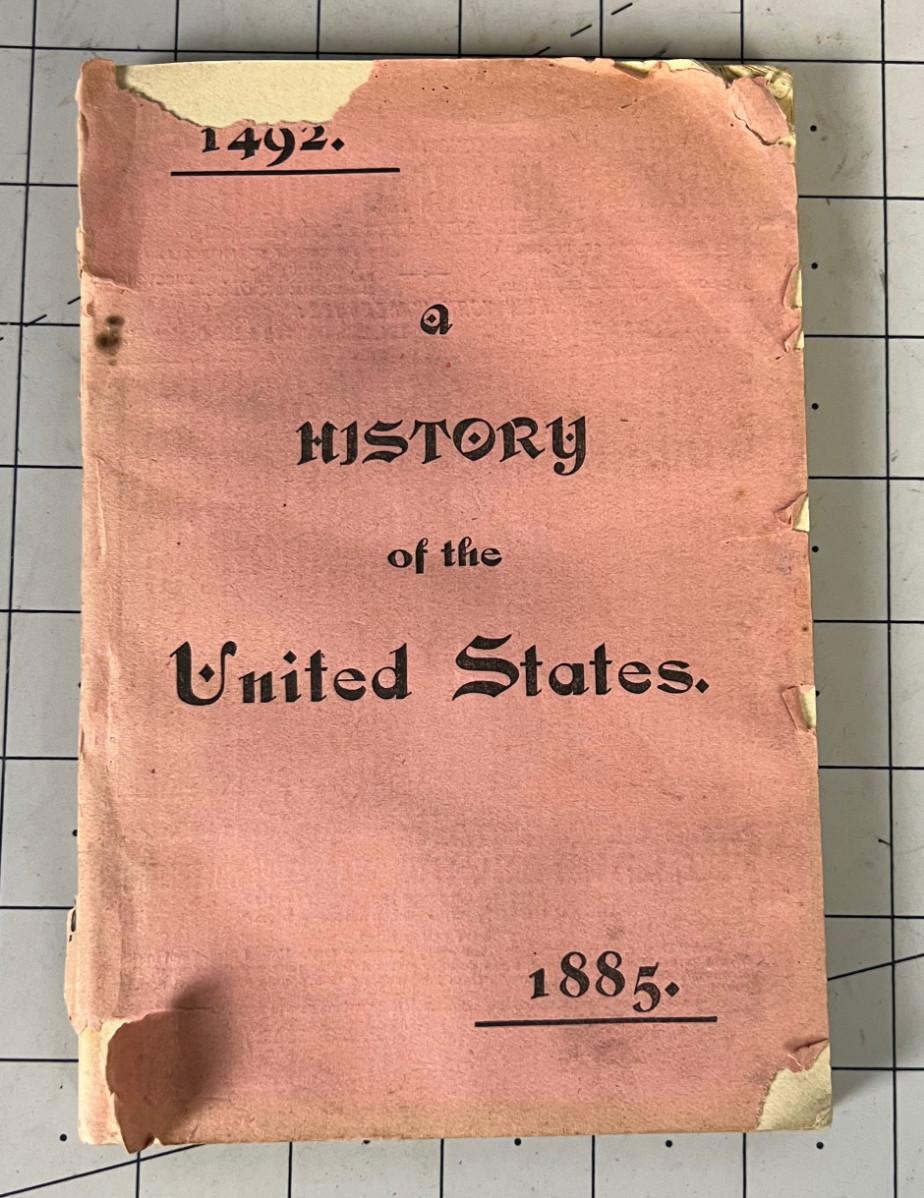 1492.
a
HISTORY
of the
United States.
1885.